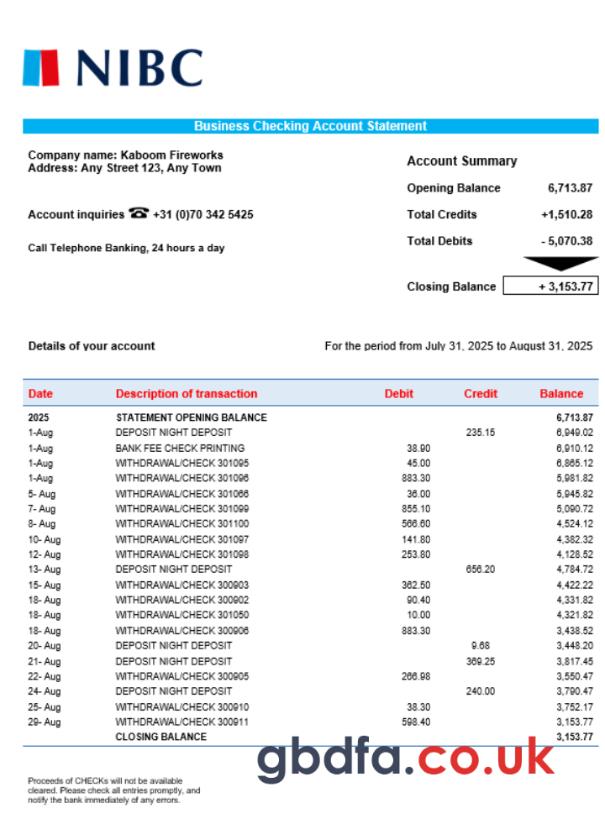 NIBC
Business Checking Account Statement
Company name: Kaboom Fireworks
Address: Any Street 123, Any Town
Account inquiries ☎ +31 (0)70 342 5425
Call Telephone Banking, 24 hours a day
Account Summary
Opening Balance 6,713.87
Total Credits +1,510.28
Total Debits - 5,070.38
Closing Balance + 3,153.77
Details of your account For the period from July 31, 2025 to August 31, 2025
Date Description of transaction Debit Credit Balance
2025 STATEMENT OPENING BALANCE 6,713.87
1-Aug DEPOSIT NIGHT DEPOSIT 235.15 6,949.02
1-Aug BANK FEE CHECK PRINTING 38.90 6,910.12
1-Aug WITHDRAWAL/CHECK 301095 45.00 6,865.12
1-Aug WITHDRAWAL/CHECK 301096 883.30 5,981.82
5- Aug WITHDRAWAL/CHECK 301066 36.00 5,945.82
7- Aug WITHDRAWAL/CHECK 301099 855.10 5,090.72
8- Aug WITHDRAWAL/CHECK 301100 566.60 4,524.12
10- Aug WITHDRAWAL/CHECK 301097 141.80 4,382.32
12- Aug WITHDRAWAL/CHECK 301098 253.80 4,128.52
13- Aug DEPOSIT NIGHT DEPOSIT 656.20 4,784.72
15- Aug WITHDRAWAL/CHECK 300903 362.50 4,422.22
18- Aug WITHDRAWAL/CHECK 300902 90.40 4,331.82
18- Aug WITHDRAWAL/CHECK 301050 10.00 4,321.82
18- Aug WITHDRAWAL/CHECK 300906 883.30 3,438.52
20- Aug DEPOSIT NIGHT DEPOSIT 9.68 3,448.20
21- Aug DEPOSIT NIGHT DEPOSIT 369.25 3,817.45
22- Aug WITHDRAWAL/CHECK 300905 266.98 3,550.47
24- Aug DEPOSIT NIGHT DEPOSIT 240.00 3,790.47
25- Aug WITHDRAWAL/CHECK 300910 38.30 3,752.17
29- Aug WITHDRAWAL/CHECK 300911 598.40 3,153.77
CLOSING BALANCE 3,153.77
gbdfa.co.uk
Proceeds of CHECKs will not be available
cleared. Please check all entries promptly, and
notify the bank immediately of any errors.